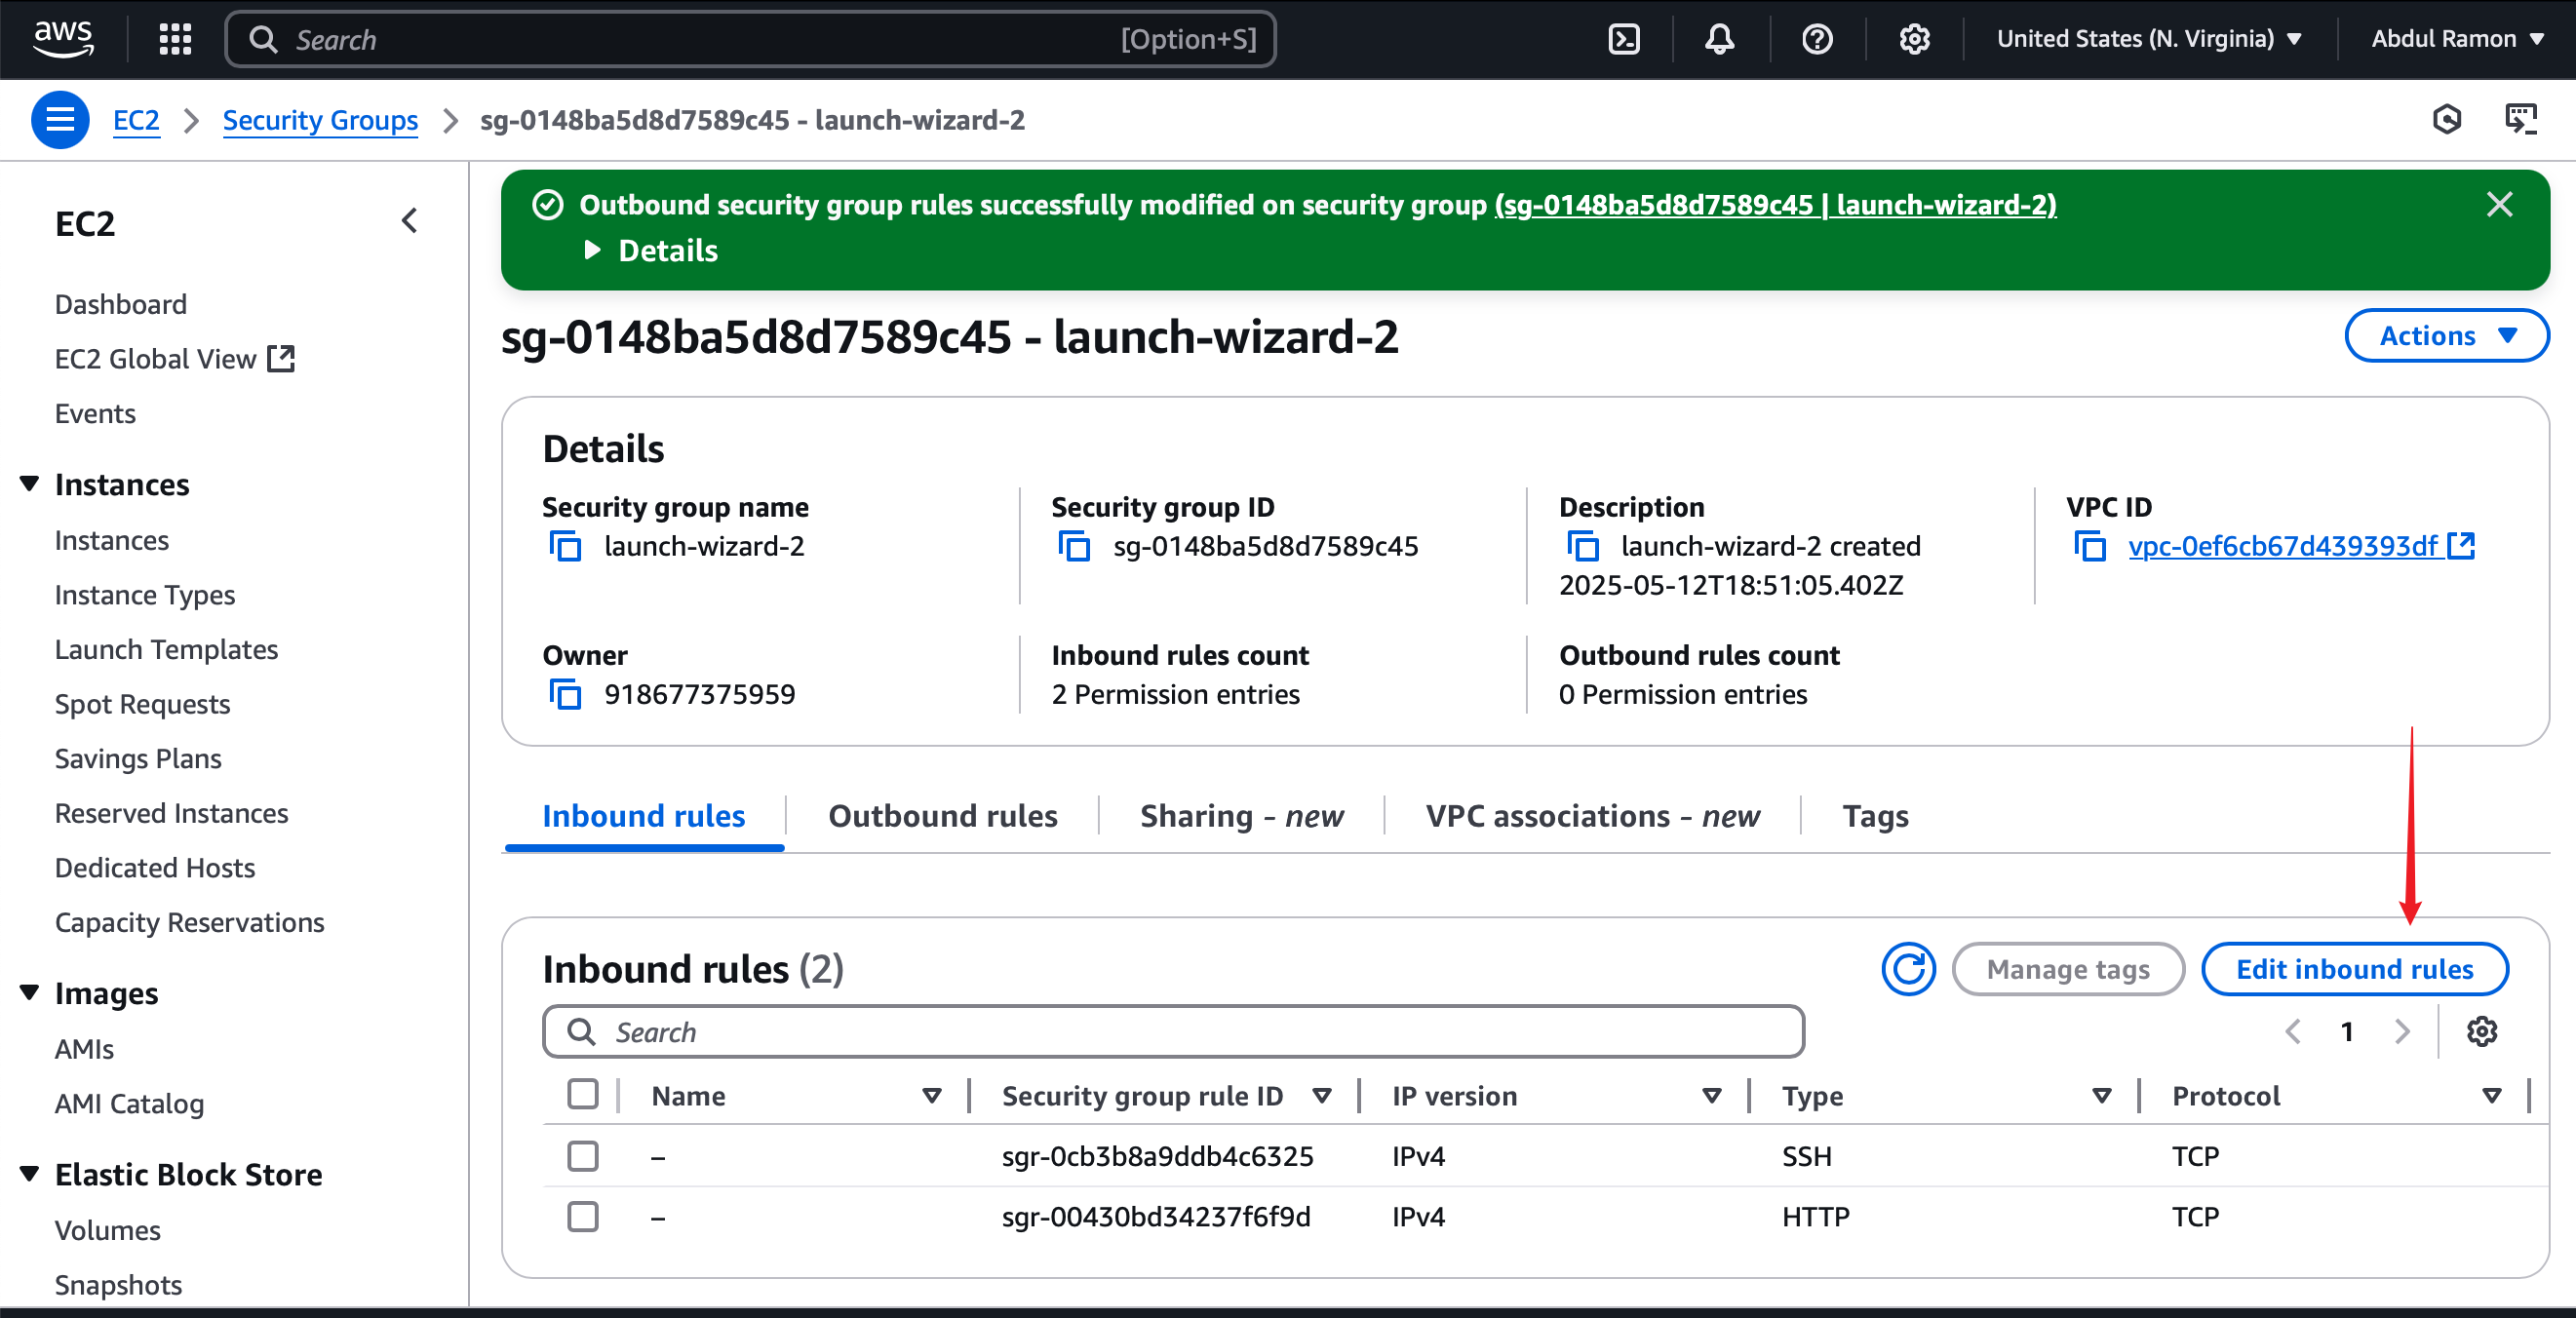 aws
Search [Option+S] United States (N. Virginia) Abdul Ramon
EC2 Security Groups sg-0148ba5d8d7589c45 - launch-wizard-2
EC2
Dashboard
EC2 Global View
Events
Instances
Instances
Instance Types
Launch Templates
Spot Requests
Savings Plans
Reserved Instances
Dedicated Hosts
Capacity Reservations
Images
AMIs
AMI Catalog
Elastic Block Store
Volumes
Snapshots
Outbound security group rules successfully modified on security group (sg-0148ba5d8d7589c45 | launch-wizard-2)
Details
sg-0148ba5d8d7589c45 - launch-wizard-2
Actions
Details
Security group name
launch-wizard-2
Security group ID
sg-0148ba5d8d7589c45
Description
launch-wizard-2 created
2025-05-12T18:51:05.402Z
VPC ID
vpc-0ef6cb67d439393df
Owner
918677375959
Inbound rules count
2 Permission entries
Outbound rules count
0 Permission entries
Inbound rules Outbound rules Sharing - new VPC associations - new Tags
Inbound rules (2) Manage tags Edit inbound rules
Search 1
Name Security group rule ID IP version Type Protocol
– sgr-0cb3b8a9ddb4c6325 IPv4 SSH TCP
– sgr-00430bd34237f6f9d IPv4 HTTP TCP